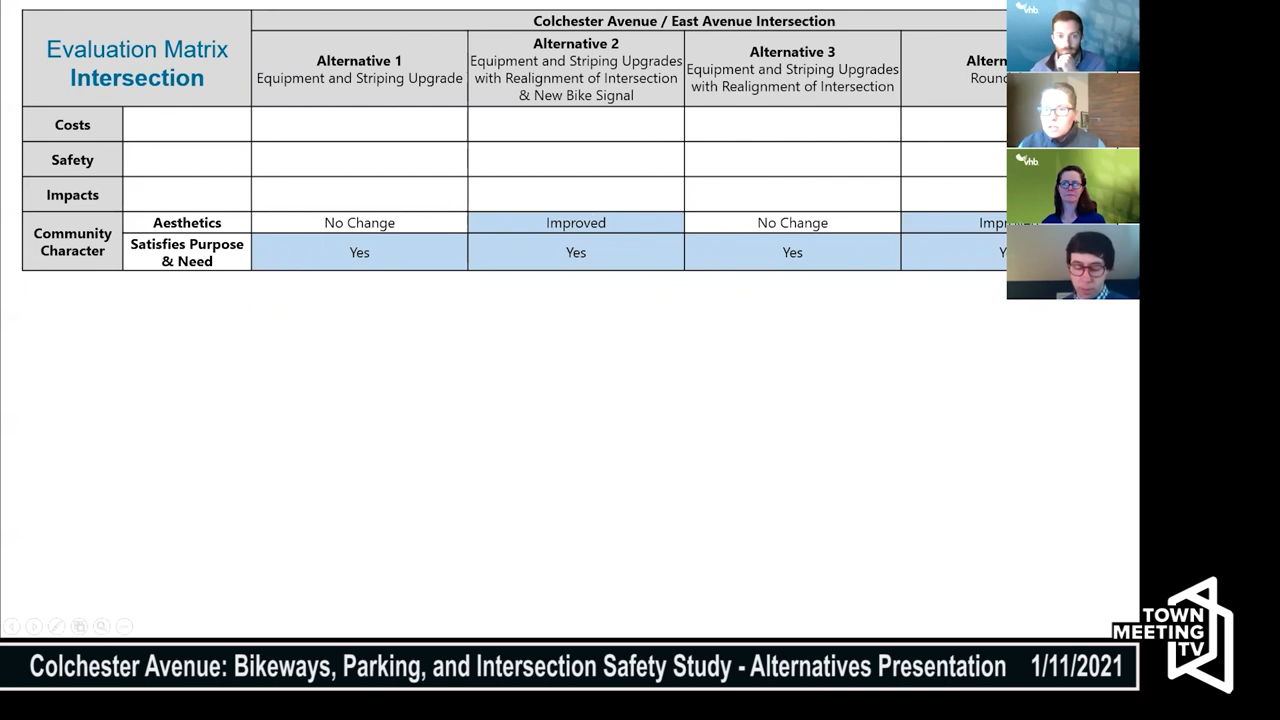 Colchester Avenue / East Avenue Intersection
Evaluation Matrix
Intersection
Alternative 1
Equipment and Striping Upgrade
Alternative 2
Equipment and Striping Upgrades
with Realignment of Intersection
& New Bike Signal
Alternative 3
Equipment and Striping Upgrades
with Realignment of Intersection
Costs
Safety
Impacts
Community
Character
Aesthetics
No Change
Improved
No Change
Satisfies Purpose
& Need
Yes
Yes
Yes
vhb
vhb
TOWN
MEETING
TV
Colchester Avenue: Bikeways, Parking, and Intersection Safety Study - Alternatives Presentation 1/11/2021